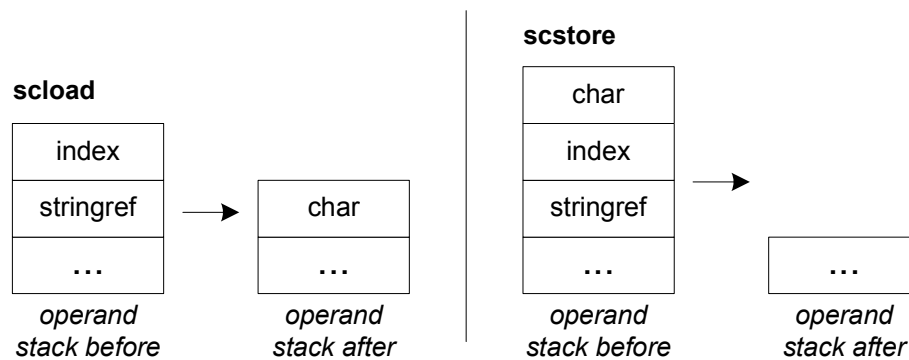 scload
index
stringref
...
operand
stack before
char
...
operand
stack after
scstore
char
index
stringref
...
operand
stack before
...
operand
stack after